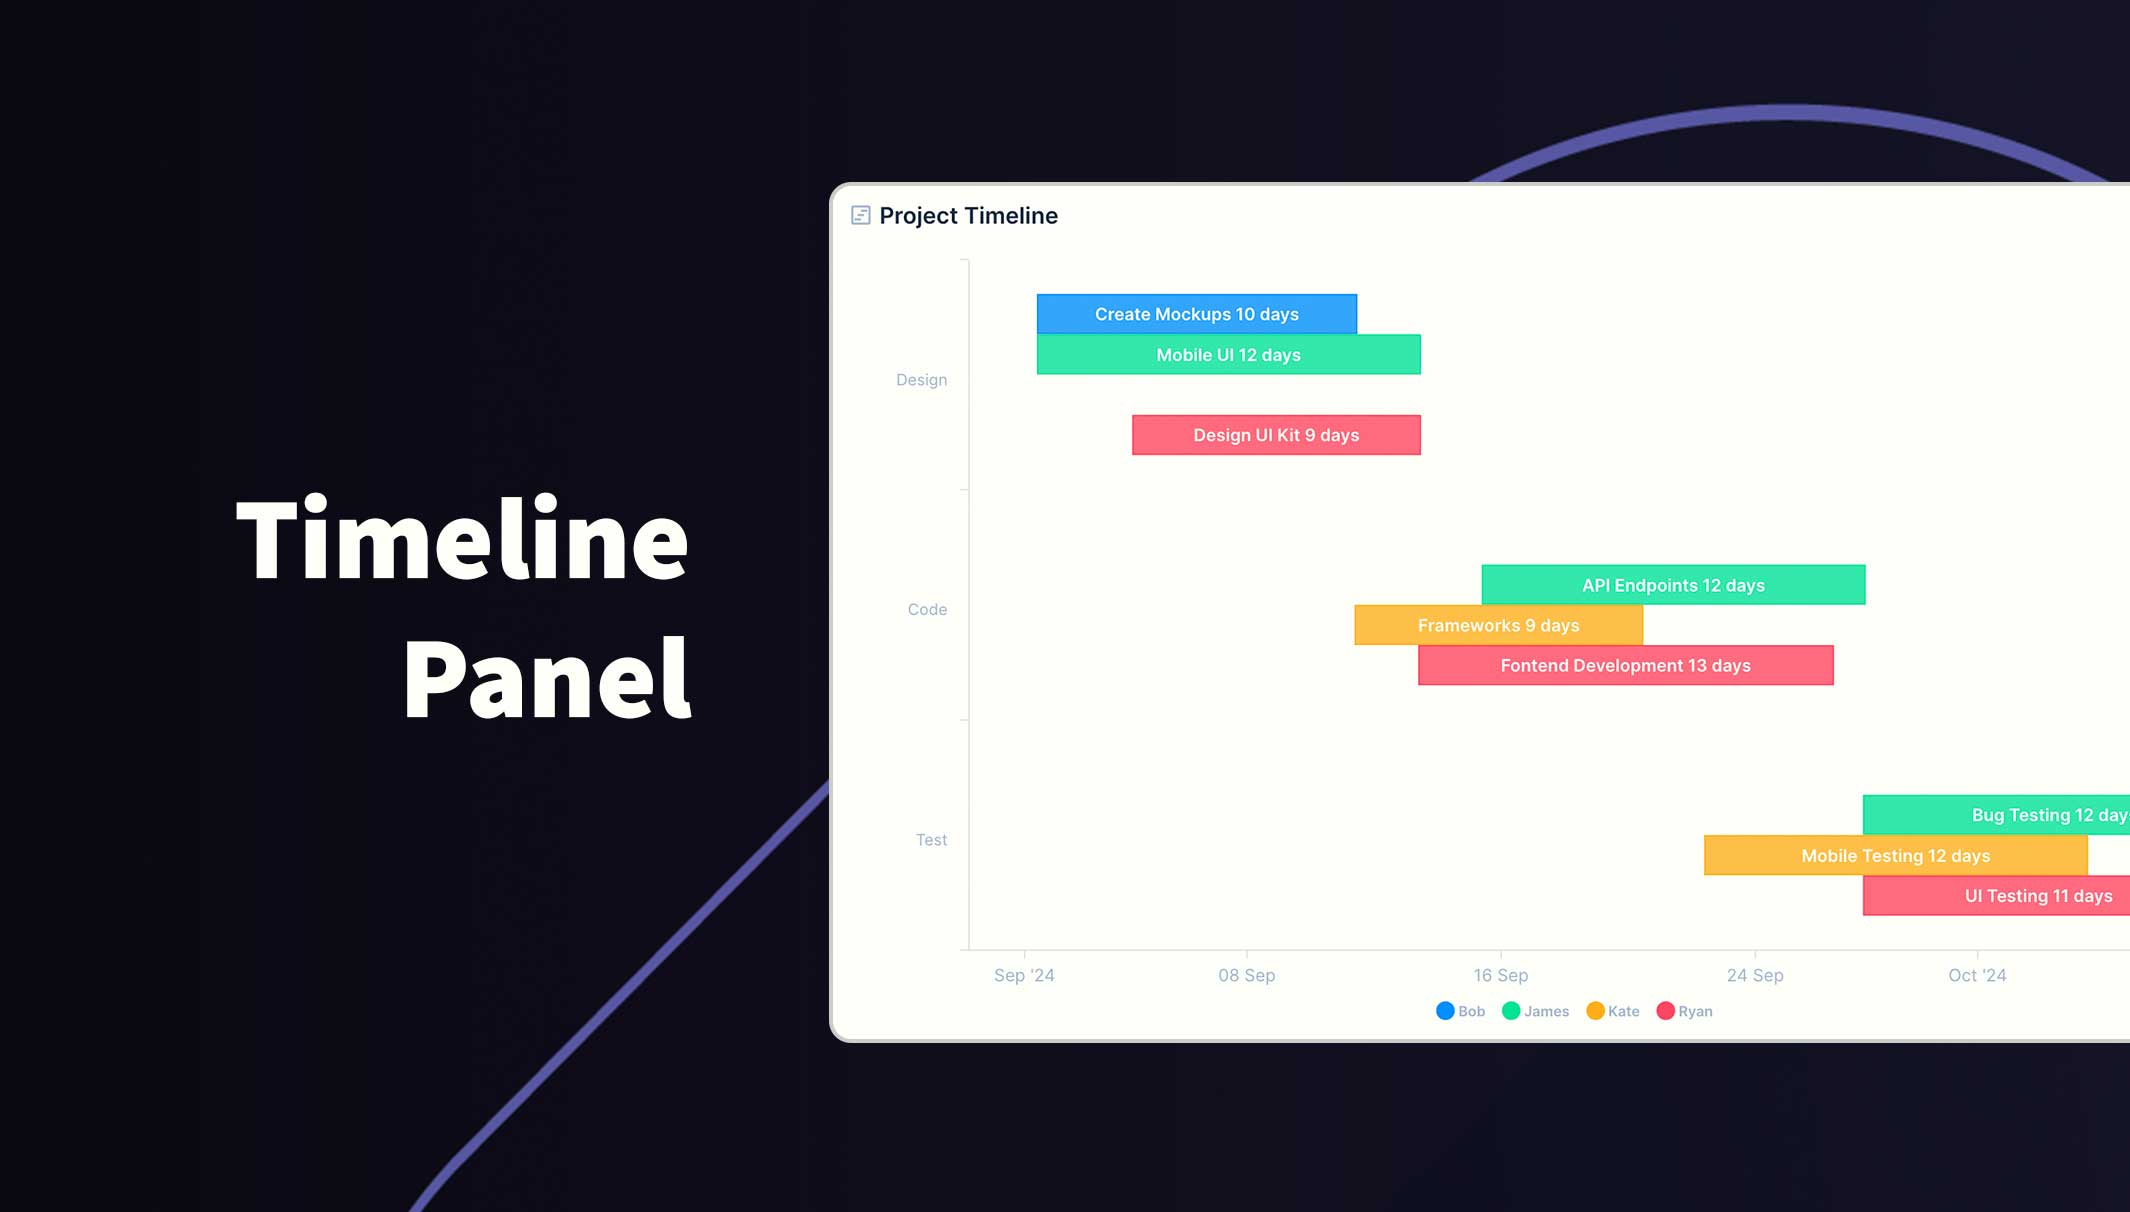 Timeline
Panel
Project Timeline
Design
Create Mockups 10 days
Mobile UI 12 days
Design UI Kit 9 days
Code
API Endpoints 12 days
Frameworks 9 days
Fontend Development 13 days
Test
Bug Testing 12 day
Mobile Testing 12 days
UI Testing 11 days
Sep '24 08 Sep 16 Sep 24 Sep Oct '24
Bob James Kate Ryan